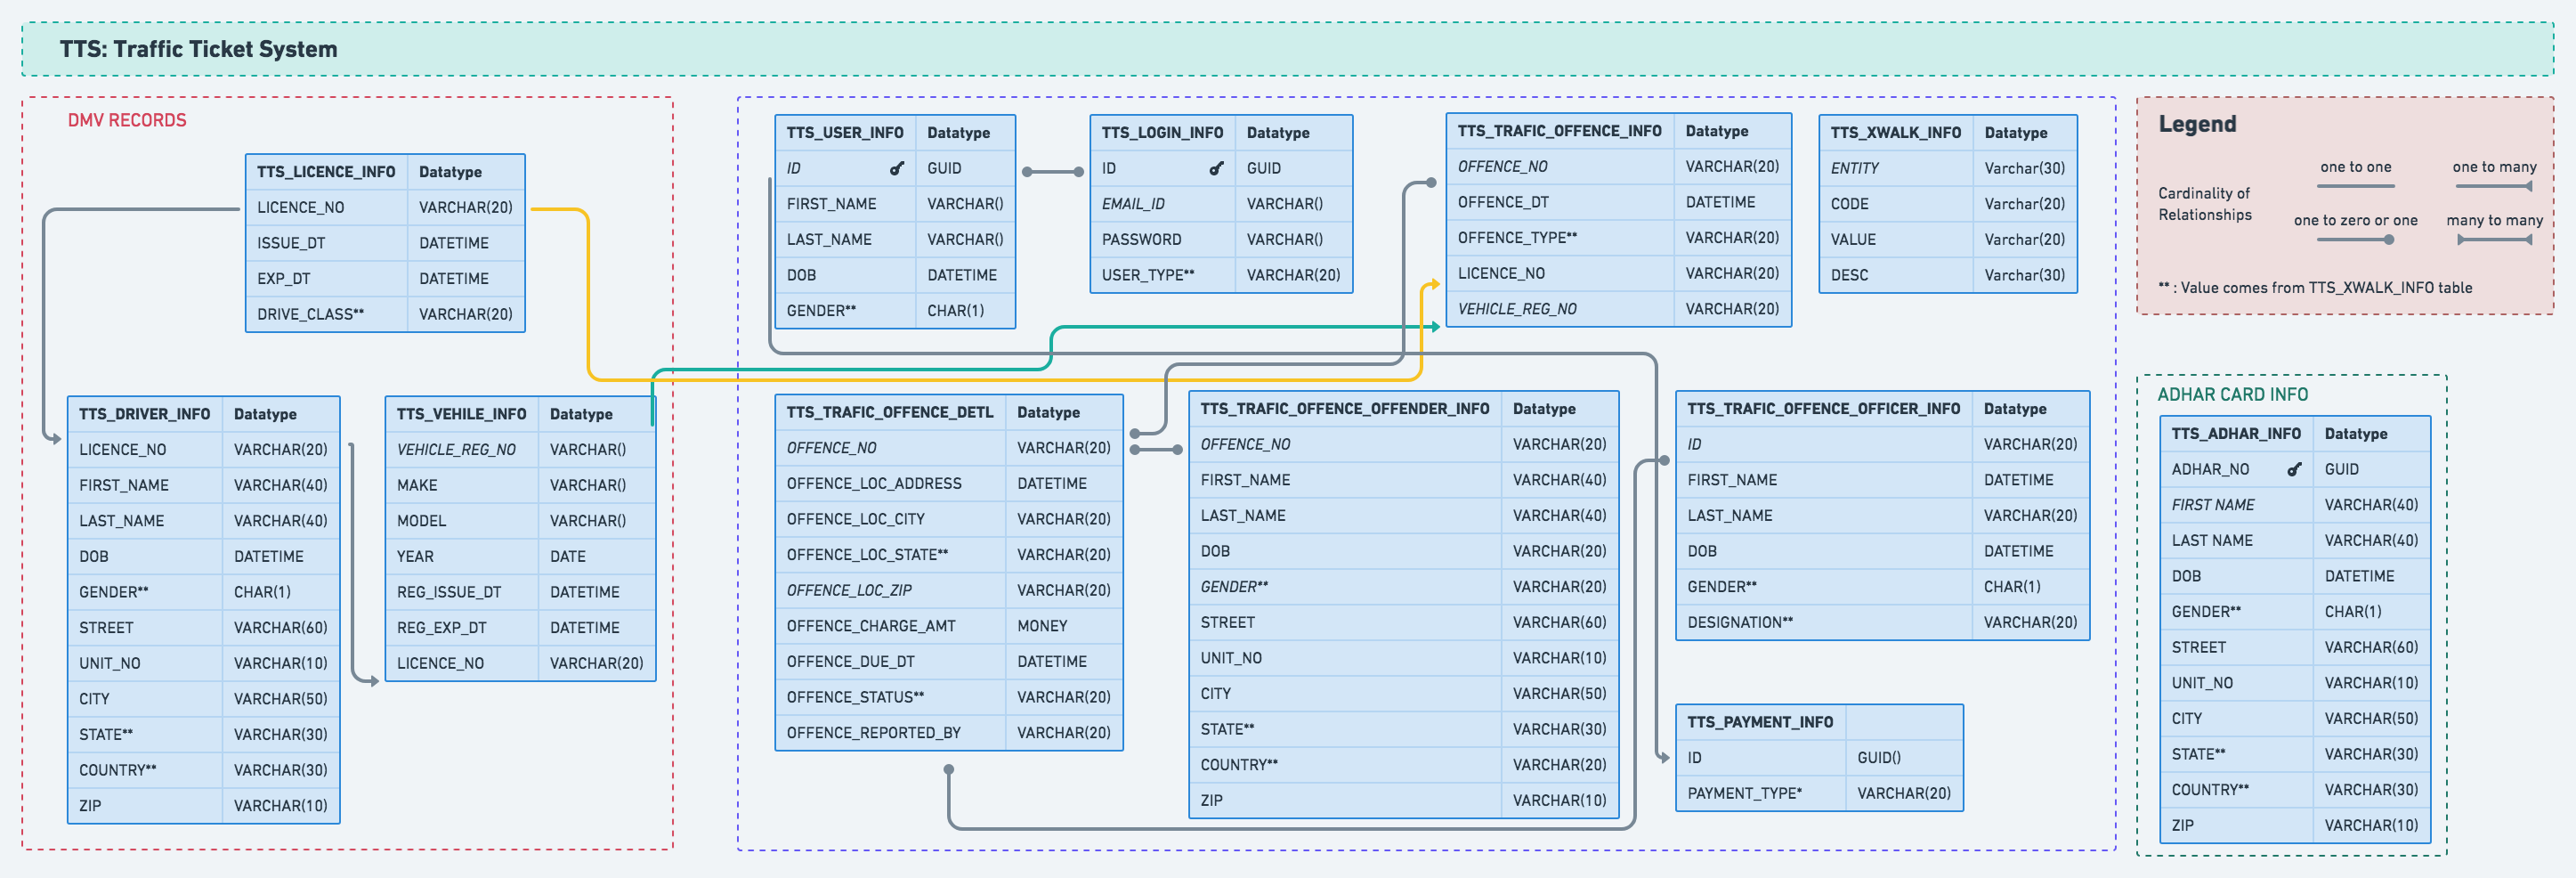 TTS: Traffic Ticket System
DMV RECORDS
TTS_LICENCE_INFO Datatype
LICENCE_NO VARCHAR(20)
ISSUE_DT DATETIME
EXP_DT DATETIME
DRIVE_CLASS** VARCHAR(20)
TTS_DRIVER_INFO Datatype
LICENCE_NO VARCHAR(20)
FIRST_NAME VARCHAR(40)
LAST_NAME VARCHAR(40)
DOB DATETIME
GENDER** CHAR(1)
STREET VARCHAR(60)
UNIT_NO VARCHAR(10)
CITY VARCHAR(50)
STATE** VARCHAR(30)
COUNTRY** VARCHAR(30)
ZIP VARCHAR(10)
TTS_VEHILE_INFO Datatype
VEHICLE_REG_NO VARCHAR()
MAKE VARCHAR()
MODEL VARCHAR()
YEAR DATE
REG_ISSUE_DT DATETIME
REG_EXP_DT DATETIME
LICENCE_NO VARCHAR(20)
TTS_USER_INFO Datatype
ID GUID
FIRST_NAME VARCHAR()
LAST_NAME VARCHAR()
DOB DATETIME
GENDER** CHAR(1)
TTS_LOGIN_INFO Datatype
ID GUID
EMAIL_ID VARCHAR()
PASSWORD VARCHAR()
USER_TYPE** VARCHAR(20)
TTS_TRAFIC_OFFENCE_INFO Datatype
OFFENCE_NO VARCHAR(20)
OFFENCE_DT DATETIME
OFFENCE_TYPE** VARCHAR(20)
LICENCE_NO VARCHAR(20)
VEHICLE_REG_NO VARCHAR(20)
TTS_XWALK_INFO Datatype
ENTITY Varchar(30)
CODE Varchar(20)
VALUE Varchar(20)
DESC Varchar(30)
TTS_TRAFIC_OFFENCE_DETL Datatype
OFFENCE_NO VARCHAR(20)
OFFENCE_LOC_ADDRESS DATETIME
OFFENCE_LOC_CITY VARCHAR(20)
OFFENCE_LOC_STATE** VARCHAR(20)
OFFENCE_LOC_ZIP VARCHAR(20)
OFFENCE_CHARGE_AMT MONEY
OFFENCE_DUE_DT DATETIME
OFFENCE_STATUS** VARCHAR(20)
OFFENCE_REPORTED_BY VARCHAR(20)
TTS_TRAFIC_OFFENCE_OFFENDER_INFO Datatype
OFFENCE_NO VARCHAR(20)
FIRST_NAME VARCHAR(40)
LAST_NAME VARCHAR(40)
DOB VARCHAR(20)
GENDER** VARCHAR(20)
STREET VARCHAR(60)
UNIT_NO VARCHAR(10)
CITY VARCHAR(50)
STATE** VARCHAR(30)
COUNTRY** VARCHAR(20)
ZIP VARCHAR(10)
TTS_TRAFIC_OFFENCE_OFFICER_INFO Datatype
ID VARCHAR(20)
FIRST_NAME DATETIME
LAST_NAME VARCHAR(20)
DOB DATETIME
GENDER** CHAR(1)
DESIGNATION** VARCHAR(20)
TTS_PAYMENT_INFO
ID GUID()
PAYMENT_TYPE* VARCHAR(20)
Legend
one to one one to many
Cardinality of
Relationships
one to zero or one many to many
** : Value comes from TTS_XWALK_INFO table
ADHAR CARD INFO
TTS_ADHAR_INFO Datatype
ADHAR_NO GUID
FIRST NAME VARCHAR(40)
LAST NAME VARCHAR(40)
DOB DATETIME
GENDER** CHAR(1)
STREET VARCHAR(60)
UNIT_NO VARCHAR(10)
CITY VARCHAR(50)
STATE** VARCHAR(30)
COUNTRY** VARCHAR(30)
ZIP VARCHAR(10)